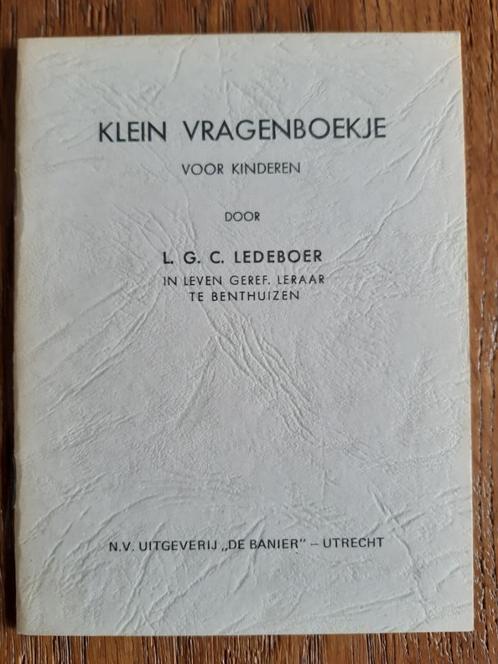 KLEIN VRAGENBOEKJE
VOOR KINDEREN
DOOR
L. G. C. LEDEBOER
IN LEVEN GEREF. LERAAR
TE BENTHUIZEN
N.V. UITGEVERIJ „DE BANIER" – UTRECHT